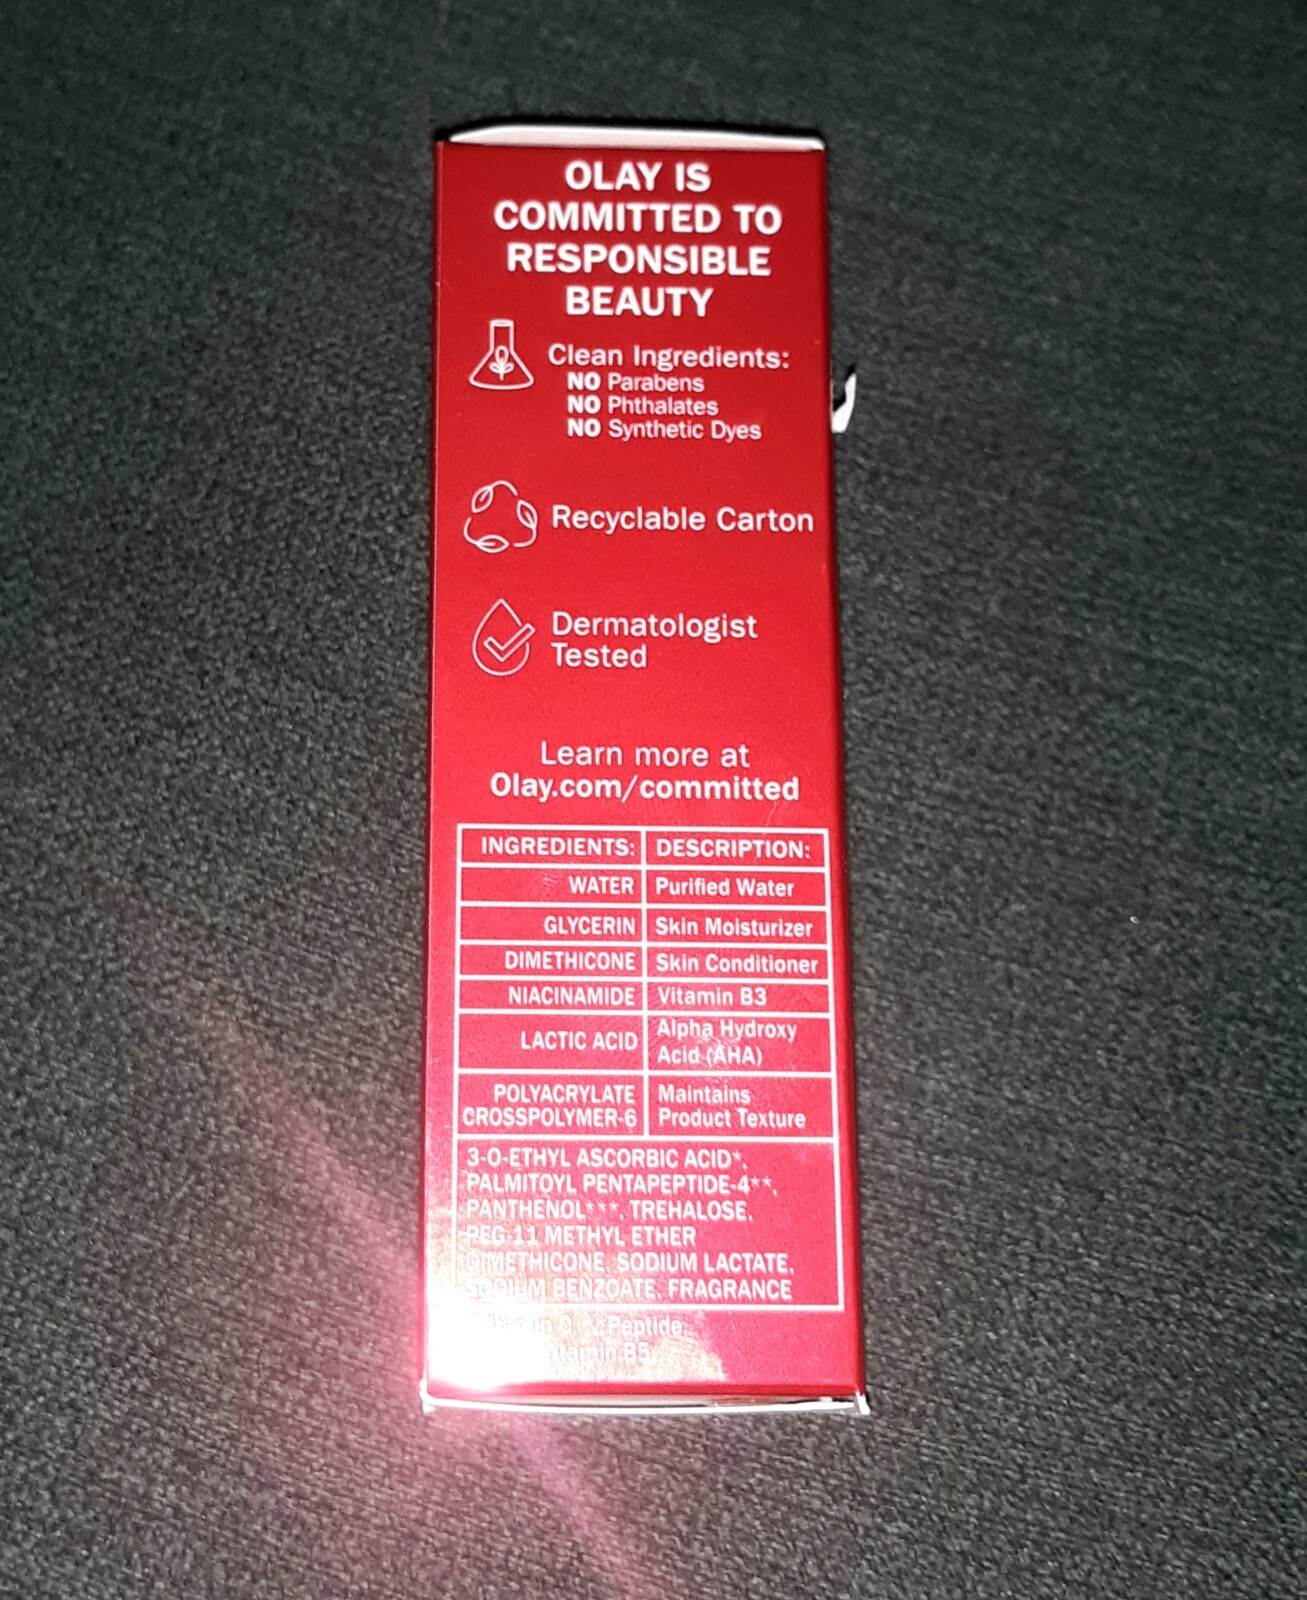 OLAY IS
COMMITTED TO
RESPONSIBLE
BEAUTY
Clean Ingredients:
NO Parabens
NO Phthalates
NO Synthetic Dyes
Recyclable Carton
Dermatologist
Tested
Learn more at
Olay.com/committed
INGREDIENTS: DESCRIPTION:
WATER Purified Water
GLYCERIN Skin Moisturizer
DIMETHICONE Skin Conditioner
NIACINAMIDE Vitamin B3
LACTIC ACID Alpha Hydroxy
Acid (AHA)
POLYACRYLATE Maintains
CROSSPOLYMER-6 Product Texture
3-O-ETHYL ASCORBIC ACID*,
PALMITOYL PENTAPEPTIDE-4**,
PANTHENOL***, TREHALOSE,
PEG-11 METHYL ETHER
DIMETHICONE, SODIUM LACTATE,
SODIUM BENZOATE, FRAGRANCE
C, Peptide,
Vitamin B5